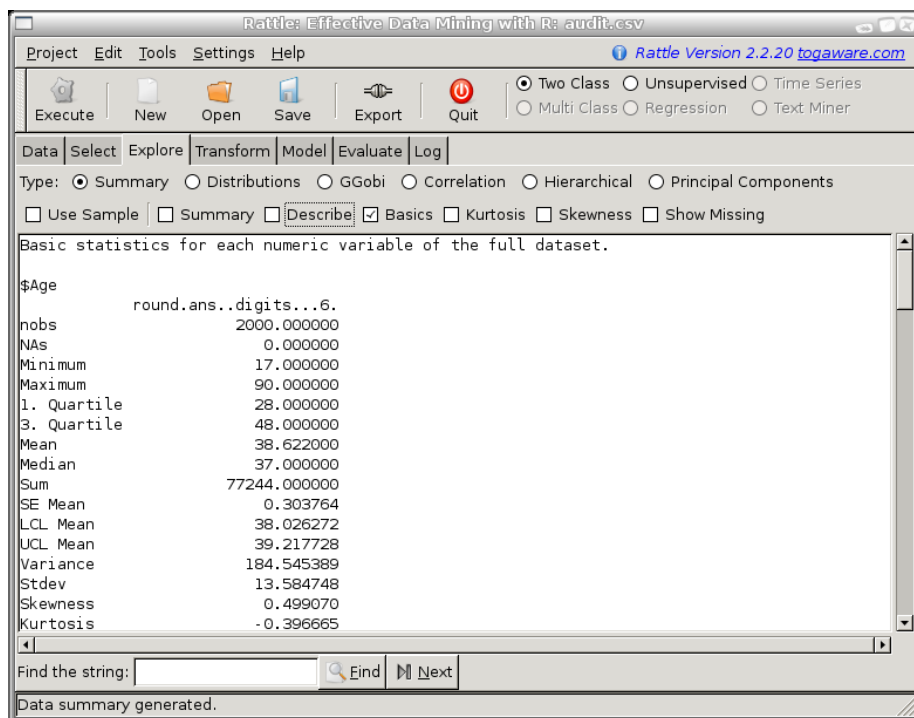 Rattle: Effective Data Mining with R: audit.csv
Project Edit Tools Settings Help Rattle Version 2.2.20 togaware.com
Execute New Open Save Export Quit
Two Class Unsupervised Time Series
Multi Class Regression Text Miner
Data Select Explore Transform Model Evaluate Log
Type: Summary Distributions GGobi Correlation Hierarchical Principal Components
Use Sample Summary Describe Basics Kurtosis Skewness Show Missing
Basic statistics for each numeric variable of the full dataset.
$Age
round.ans..digits...6.
nobs 2000.000000
NAs 0.000000
Minimum 17.000000
Maximum 90.000000
1. Quartile 28.000000
3. Quartile 48.000000
Mean 38.622000
Median 37.000000
Sum 77244.000000
SE Mean 0.303764
LCL Mean 38.026272
UCL Mean 39.217728
Variance 184.545389
Stdev 13.584748
Skewness 0.499070
Kurtosis -0.396665
Find the string: Find Next
Data summary generated.